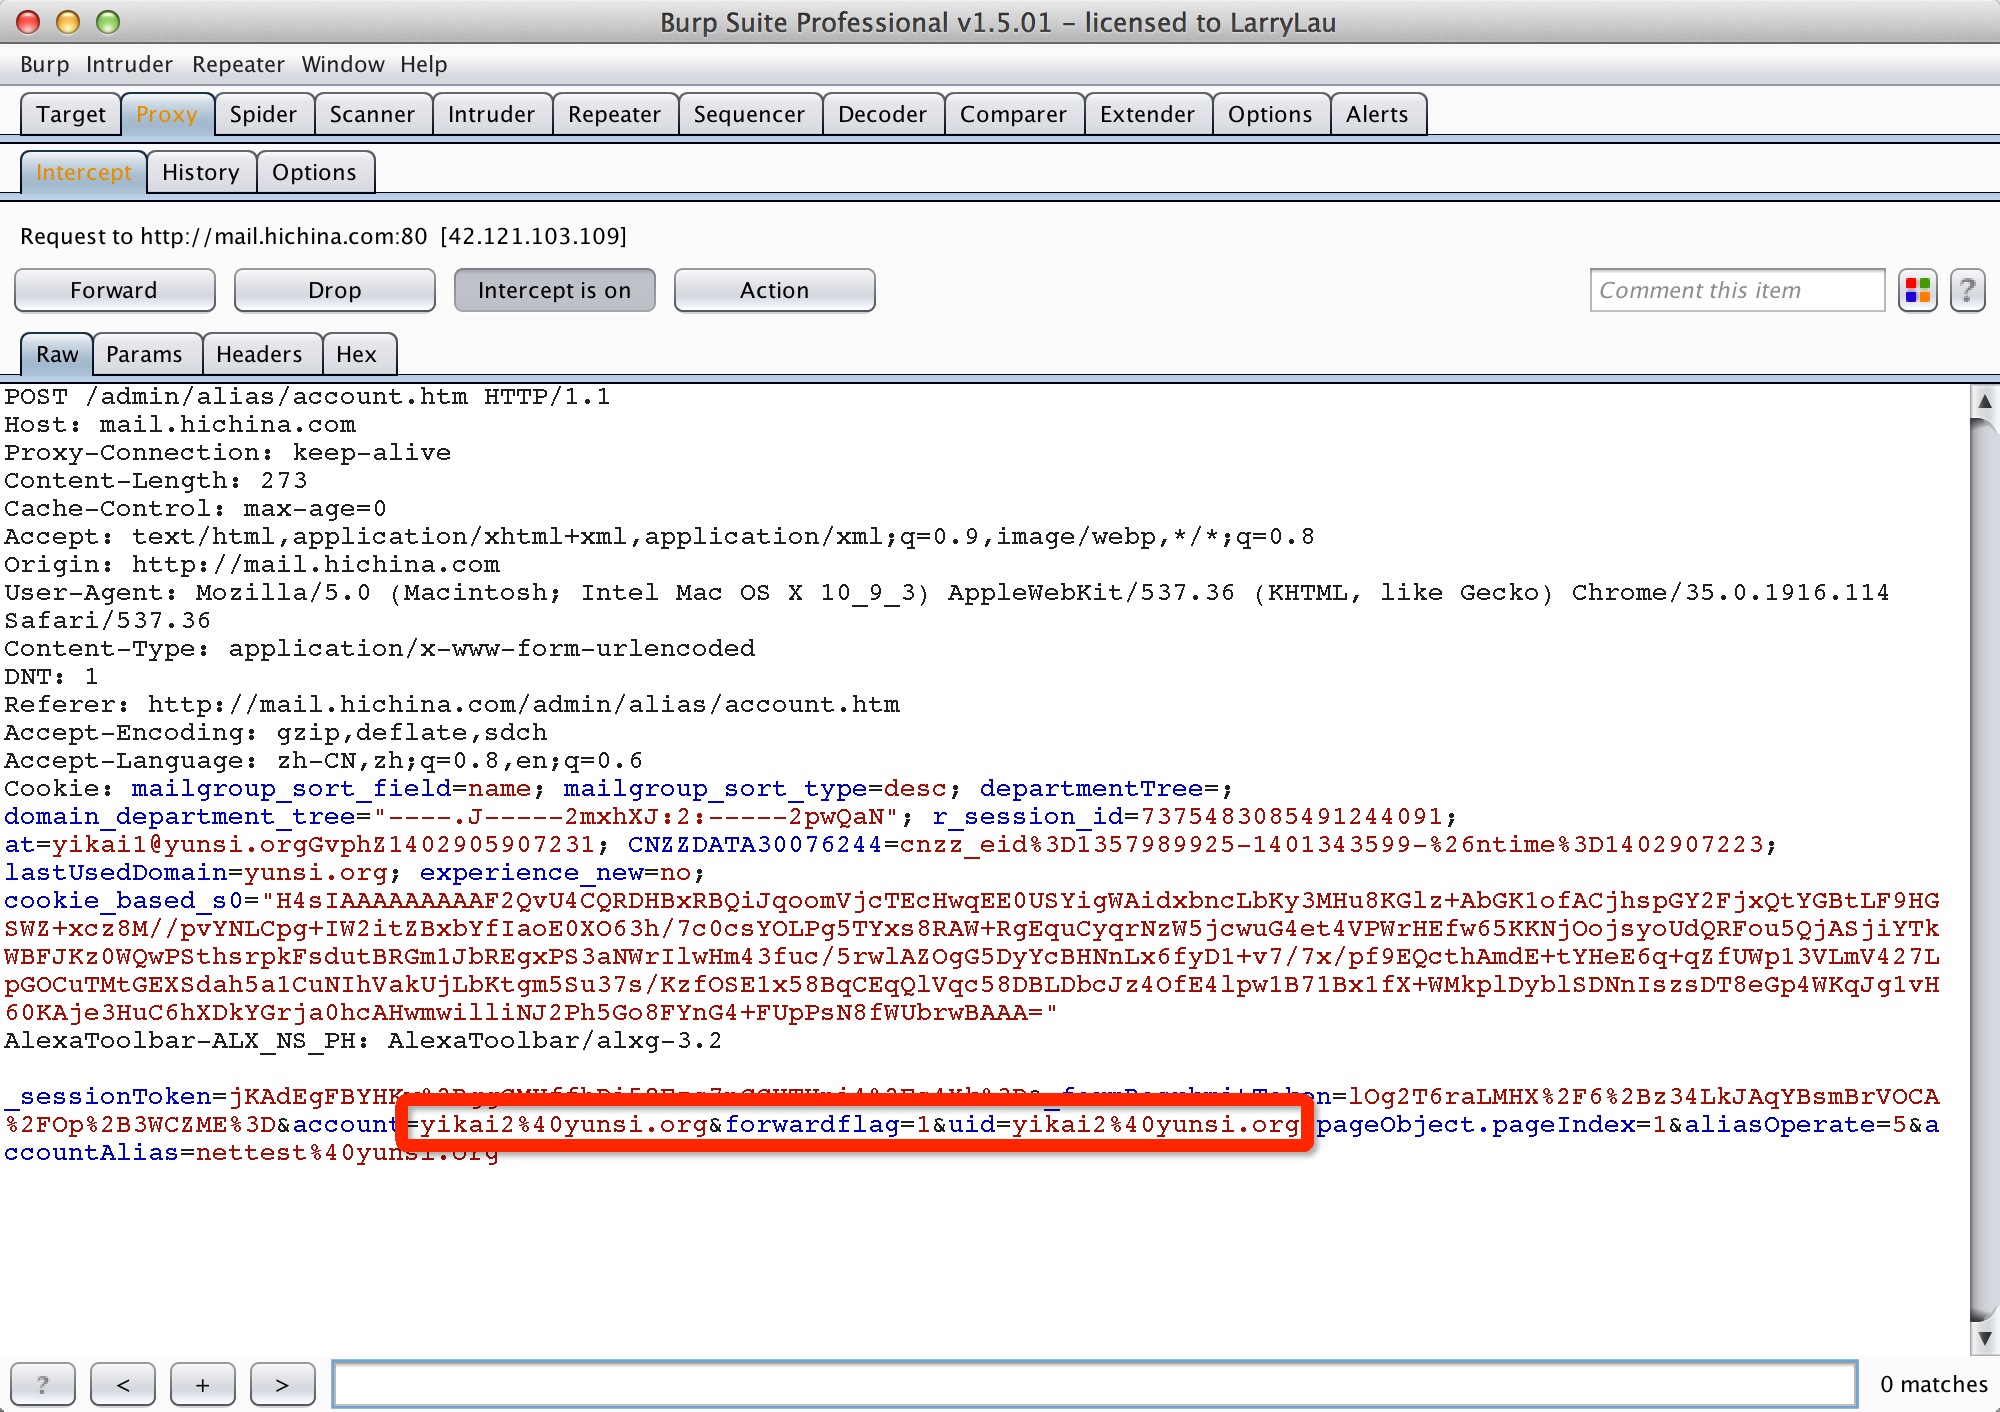 Burp Suite Professional v1.5.01 – licensed to LarryLau
Burp Intruder Repeater Window Help
Target Proxy Spider Scanner Intruder Repeater Sequencer Decoder Comparer Extender Options Alerts
Intercept History Options
Request to http://mail.hichina.com:80 [42.121.103.109]
Forward Drop Intercept is on Action Comment this item ?
Raw Params Headers Hex
POST /admin/alias/account.htm HTTP/1.1
Host: mail.hichina.com
Proxy-Connection: keep-alive
Content-Length: 273
Cache-Control: max-age=0
Accept: text/html,application/xhtml+xml,application/xml;q=0.9,image/webp,*/*;q=0.8
Origin: http://mail.hichina.com
User-Agent: Mozilla/5.0 (Macintosh; Intel Mac OS X 10_9_3) AppleWebKit/537.36 (KHTML, like Gecko) Chrome/35.0.1916.114
Safari/537.36
Content-Type: application/x-www-form-urlencoded
DNT: 1
Referer: http://mail.hichina.com/admin/alias/account.htm
Accept-Encoding: gzip,deflate,sdch
Accept-Language: zh-CN,zh;q=0.8,en;q=0.6
Cookie: mailgroup_sort_field=name; mailgroup_sort_type=desc; departmentTree=;
domain_department_tree="----.J-----2mxhXJ:2:-----2pwQaN"; r_session_id=7375483085491244091;
at=yikai1@yunsi.orgGvphZ1402905907231; CNZZDATA30076244=cnzz_eid%3D1357989925-1401343599-%26ntime%3D1402907223;
lastUsedDomain=yunsi.org; experience_new=no;
cookie_based_s0="H4sIAAAAAAAAAF2QvU4CQRDHBxRBQiJqoomVjcTEcHwqEE0USYigWAidxbncLbKy3MHu8KGlz+AbGK1ofACjhspGY2FjxQtYGBtLF9HG
SWZ+xcz8M//pvYNLCpg+IW2itZBxbYfIaoE0XO63h/7c0csYOLPg5TYxs8RAW+RgEquCyqrNzW5jcwuG4et4VPWrHEfw65KKNjOojsyoUdQRFou5QjASjiYTk
WBFJKz0WQwPSthsrpkFsdutBRGm1JbREgxPS3aNWrIlwHm43fuc/5rwlAZOgG5DyYcBHNnLx6fyD1+v7/7x/pf9EQcthAmdE+tYHeE6q+qZfUWp13VLmV427L
pGOCuTMtGEXSdah5a1CuNIhVakUjLbKtgm5Su37s/KzfOSE1x58BqCEqQlVqc58DBLDbcJz4OfE4lpw1B71Bx1fX+WMkplDyblSDNnIszsDT8eGp4WKqJg1vH
60KAje3HuC6hXDkYGrja0hcAHwmwilliNJ2Ph5Go8FYnG4+FUpPsN8fWUbrwBAAA="
AlexaToolbar-ALX_NS_PH: AlexaToolbar/alxg-3.2
_sessionToken=jKAdEgFBYHK n=lOg2T6raLMHX%2F6%2Bz34LkJAqYBsmBrVOCA
%2FOp%2B3WCZME%3D&account=yikai2%40yunsi.org&forwardflag=1&uid=yikai2%40yunsi.org pageObject.pageIndex=1&aliasOperate=5&a
ccountAlias=nettest%40yunsi.org
? < + > 0 matches